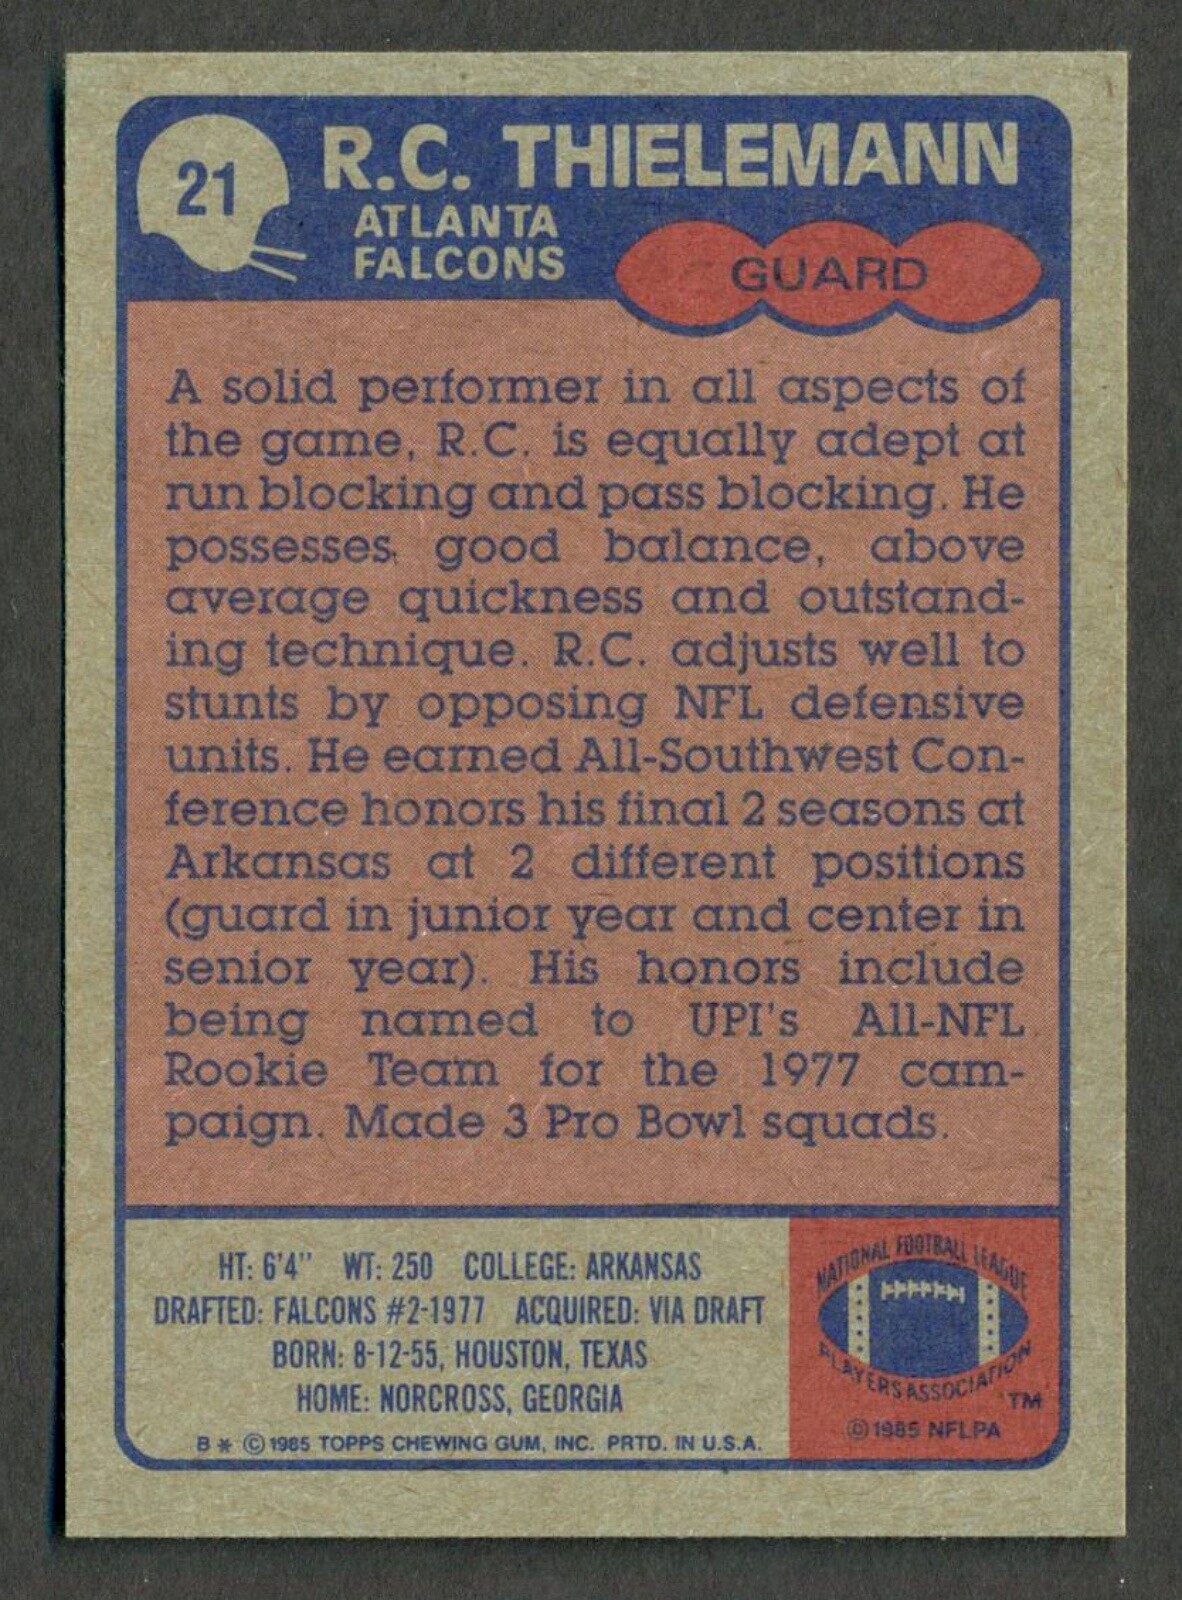 21
R.C. THIELEMANN
ATLANTA
FALCONS
GUARD
A solid performer in all aspects of
the game, R.C. is equally adept at
run blocking and pass blocking. He
possesses good balance, above
average quickness and outstand-
ing technique. R.C. adjusts well to
stunts by opposing NFL defensive
units. He earned All-Southwest Con-
ference honors his final 2 seasons at
Arkansas at 2 different positions
(guard in junior year and center in
senior year). His honors include
being named to UPI's All-NFL
Rookie Team for the 1977 cam-
paign. Made 3 Pro Bowl squads.
HT: 6'4" WT: 250 COLLEGE: ARKANSAS
DRAFTED: FALCONS #2-1977 ACQUIRED: VIA DRAFT
BORN: 8-12-55, HOUSTON, TEXAS
HOME: NORCROSS, GEORGIA
B * © 1985 TOPPS CHEWING GUM, INC. PRTD. IN U.S.A.
NATIONAL FOOTBALL LEAGUE
PLAYERS ASSOCIATION
TM
© 1985 NFLPA